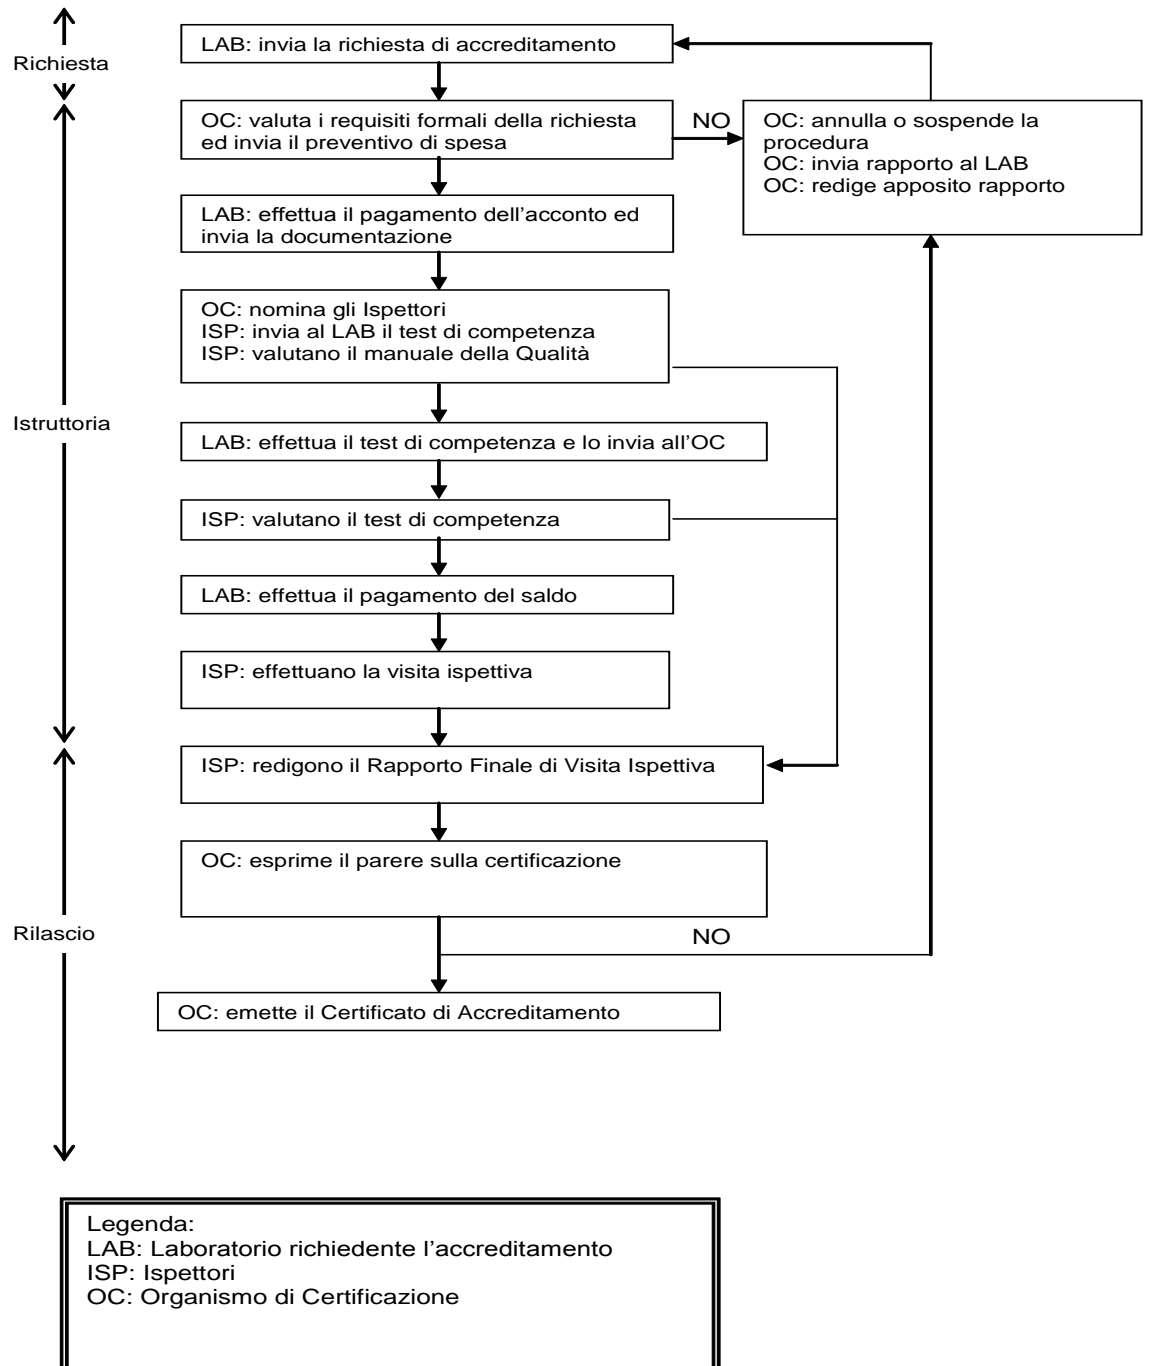 LAB: invia la richiesta di accreditamento
Richiesta
OC: valuta i requisiti formali della richiesta
ed invia il preventivo di spesa
NO
OC: annulla o sospende la
procedura
OC: invia rapporto al LAB
OC: redige apposito rapporto
LAB: effettua il pagamento dell'acconto ed
invia la documentazione
OC: nomina gli Ispettori
ISP: invia al LAB il test di competenza
ISP: valutano il manuale della Qualità
Istruttoria
LAB: effettua il test di competenza e lo invia all'OC
ISP: valutano il test di competenza
LAB: effettua il pagamento del saldo
ISP: effettuano la visita ispettiva
ISP: redigono il Rapporto Finale di Visita Ispettiva
OC: esprime il parere sulla certificazione
Rilascio
NO
OC: emette il Certificato di Accreditamento
Legenda:
LAB: Laboratorio richiedente l'accreditamento
ISP: Ispettori
OC: Organismo di Certificazione